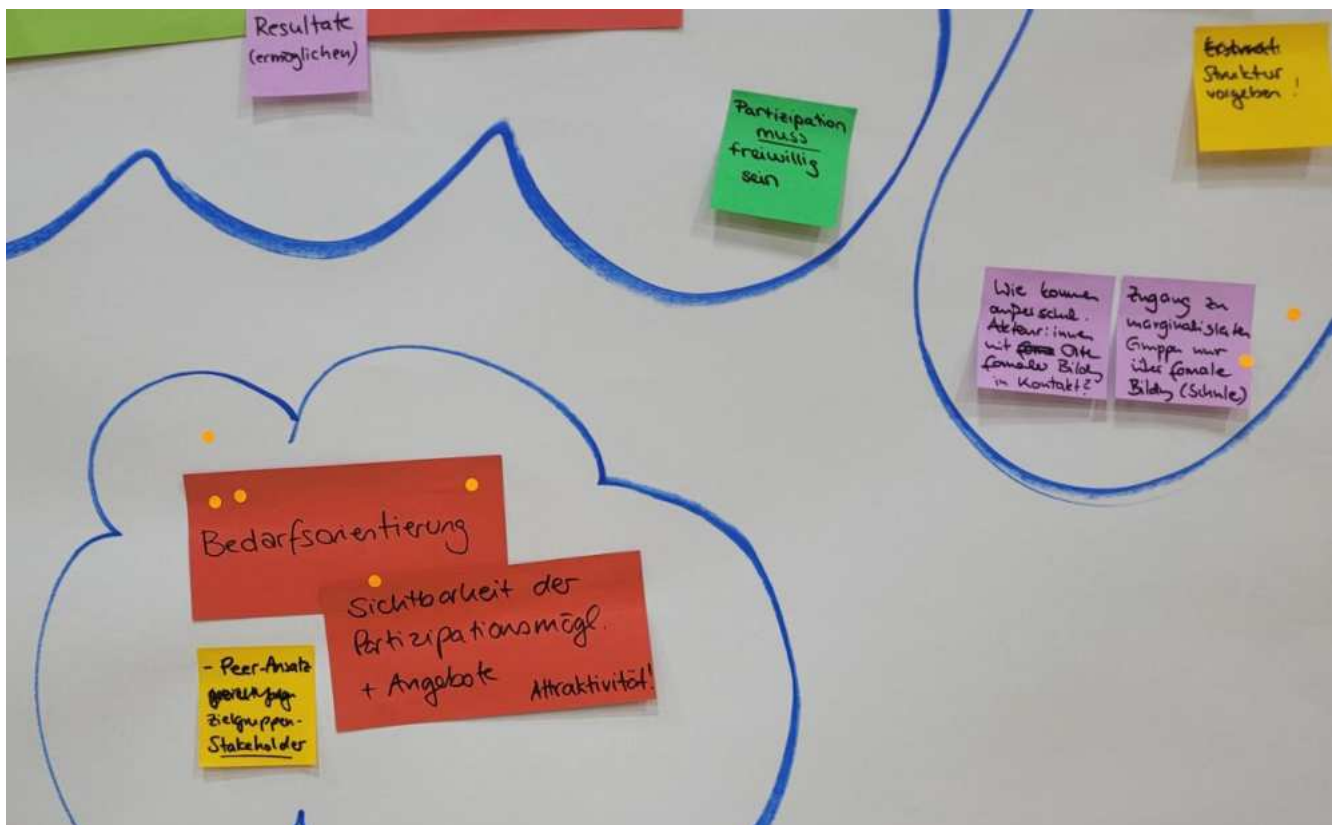 Resultate
(ermöglichen)
Partizipation
muss
freiwillig
sein
Struktur
vorgeben!
Wie kommen
außerschul.
Akteur:innen
mit Orte
formaler Bildg
in Kontakt?
Zugang zu
marginalisierten
Gruppen nur
über formale
Bildg (Schule)
Bedarfsorientierung
Sichtbarkeit der
Partizipationsmögl.
+ Angebote
Attraktivität!
- Peer-Ansatz
Zielgruppen-
Stakeholder